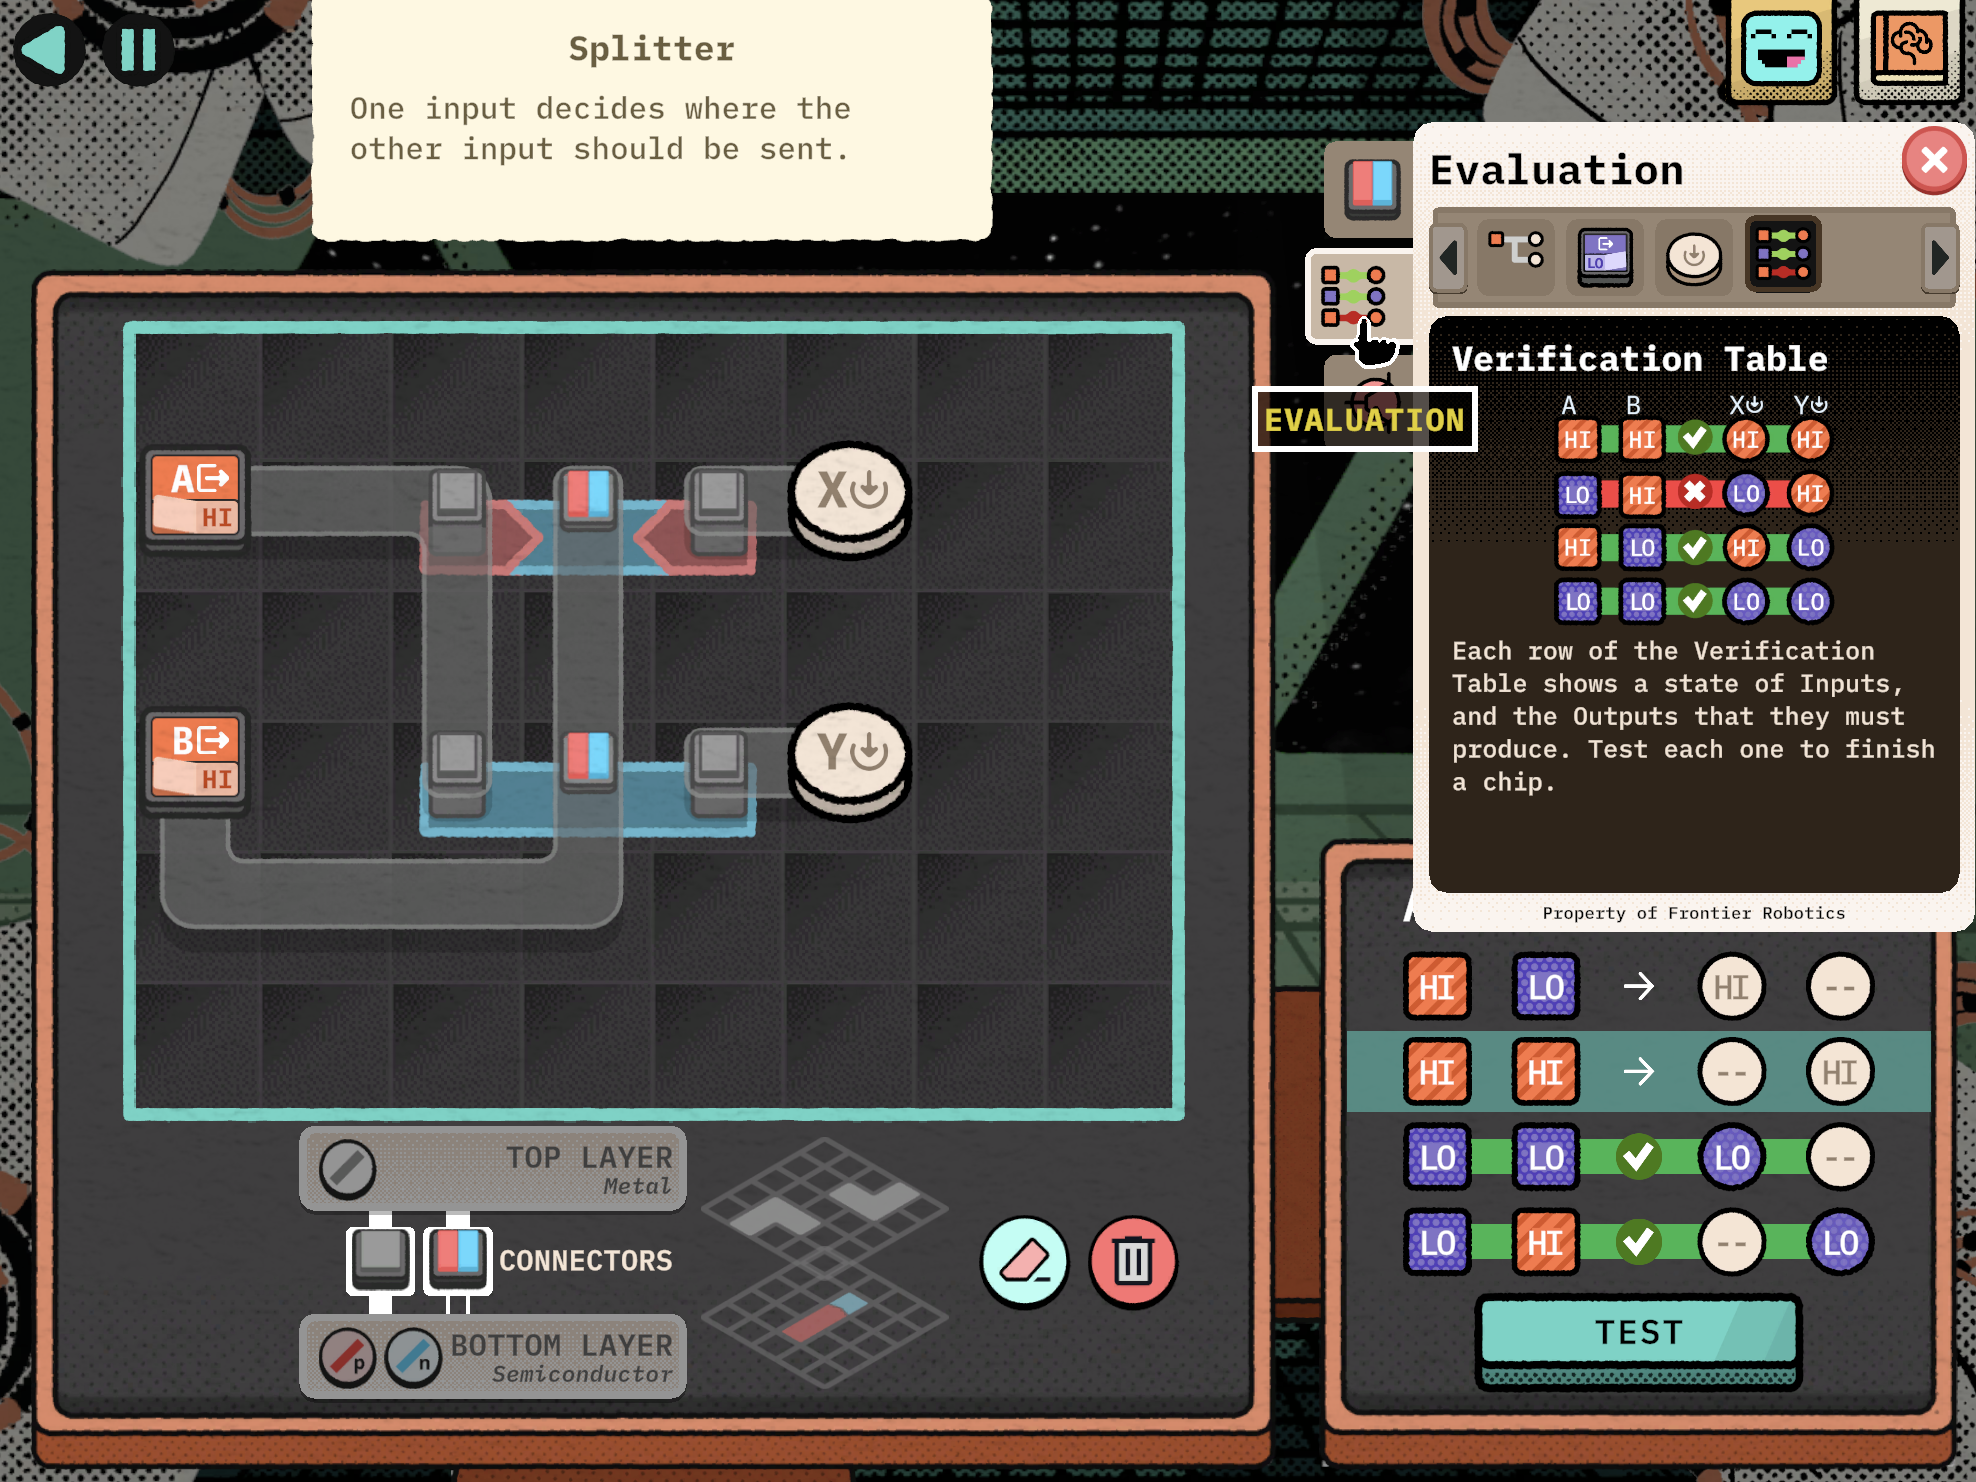 Splitter
One input decides where the
other input should be sent.
Evaluation
LO
Verification Table
A B X Y
HI HI HI HI
LO HI LO HI
HI LO HI LO
LO LO LO LO
Each row of the Verification
Table shows a state of Inputs,
and the Outputs that they must
produce. Test each one to finish
a chip.
Property of Frontier Robotics
EVALUATION
A
HI
X
B
HI
Y
HI LO → HI --
HI HI → -- HI
LO LO LO --
LO HI -- LO
TEST
TOP LAYER
Metal
CONNECTORS
p n BOTTOM LAYER
Semiconductor